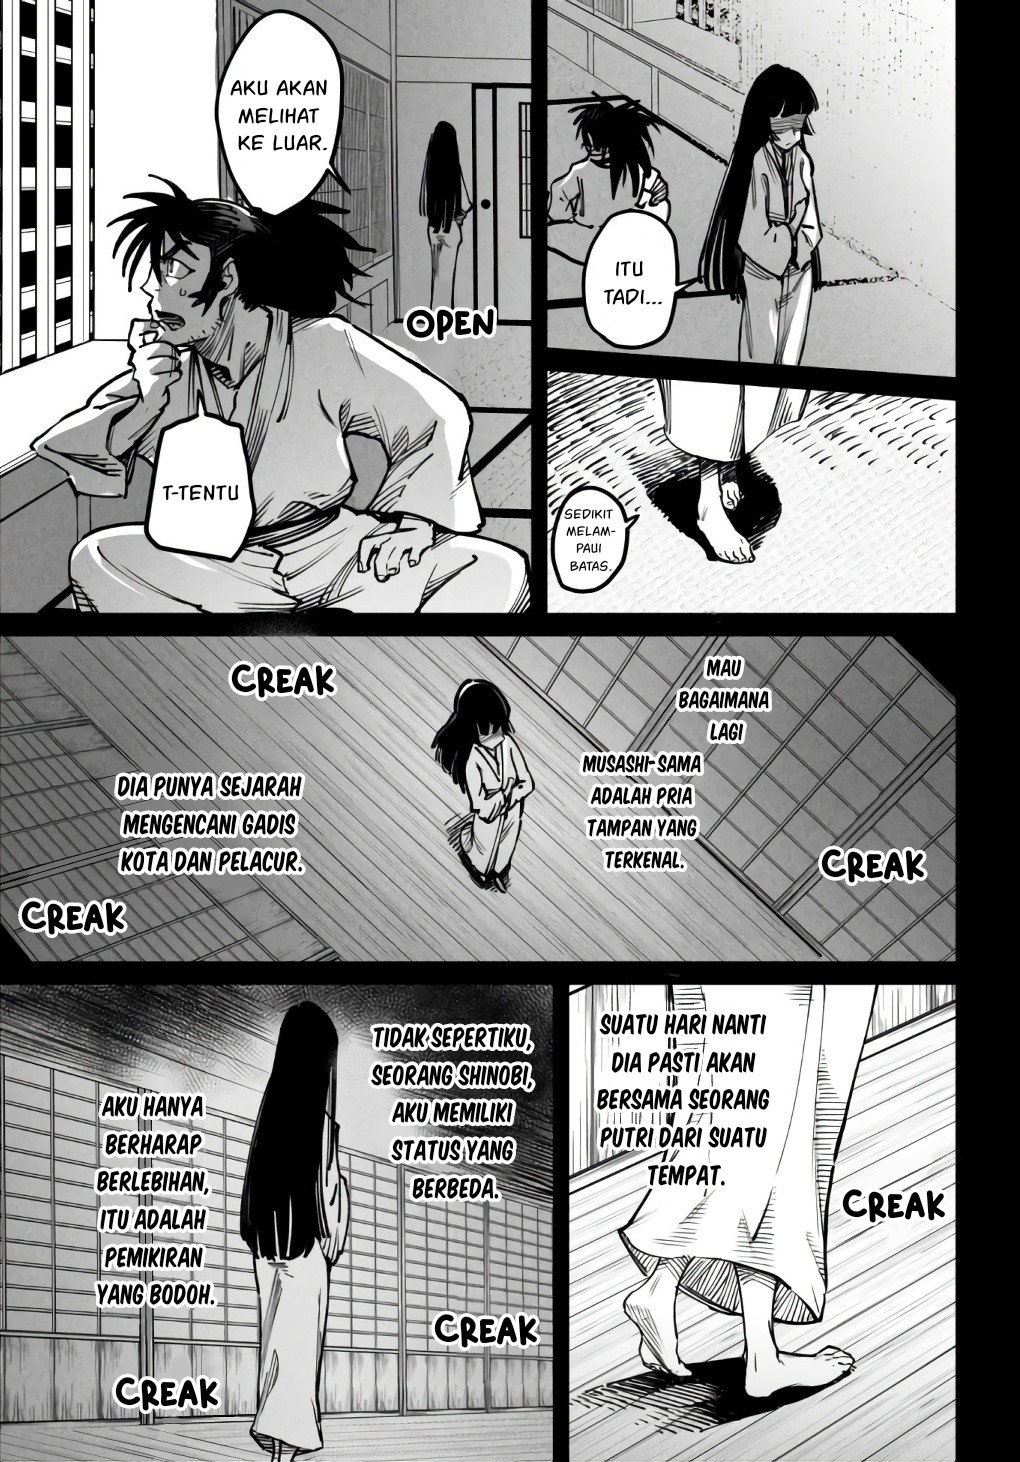 ITU
TADI...
SEDIKIT
MELAM-
PAUI
BATAS.
AKU AKAN
MELIHAT
KE LUAR.
OPEN
T-TENTU
MAU
BAGAIMANA
LAGI
MUSASHI-SAMA
ADALAH PRIA
TAMPAN YANG
TERKENAL.
CREAK
CREAK
DIA PUNYA SEJARAH
MENGENCANI GADIS
KOTA DAN PELACUR.
CREAK
SUATU HARI NANTI
DIA PASTI AKAN
BERSAMA SEORANG
PUTRI DARI SUATU
TEMPAT.
CREAK
TIDAK SEPERTIKU,
SEORANG SHINOBI,
AKU MEMILIKI
STATUS YANG
BERBEDA.
AKU HANYA
BERHARAP
BERLEBIHAN,
ITU ADALAH
PEMIKIRAN
YANG BODOH.
CREAK
CREAK